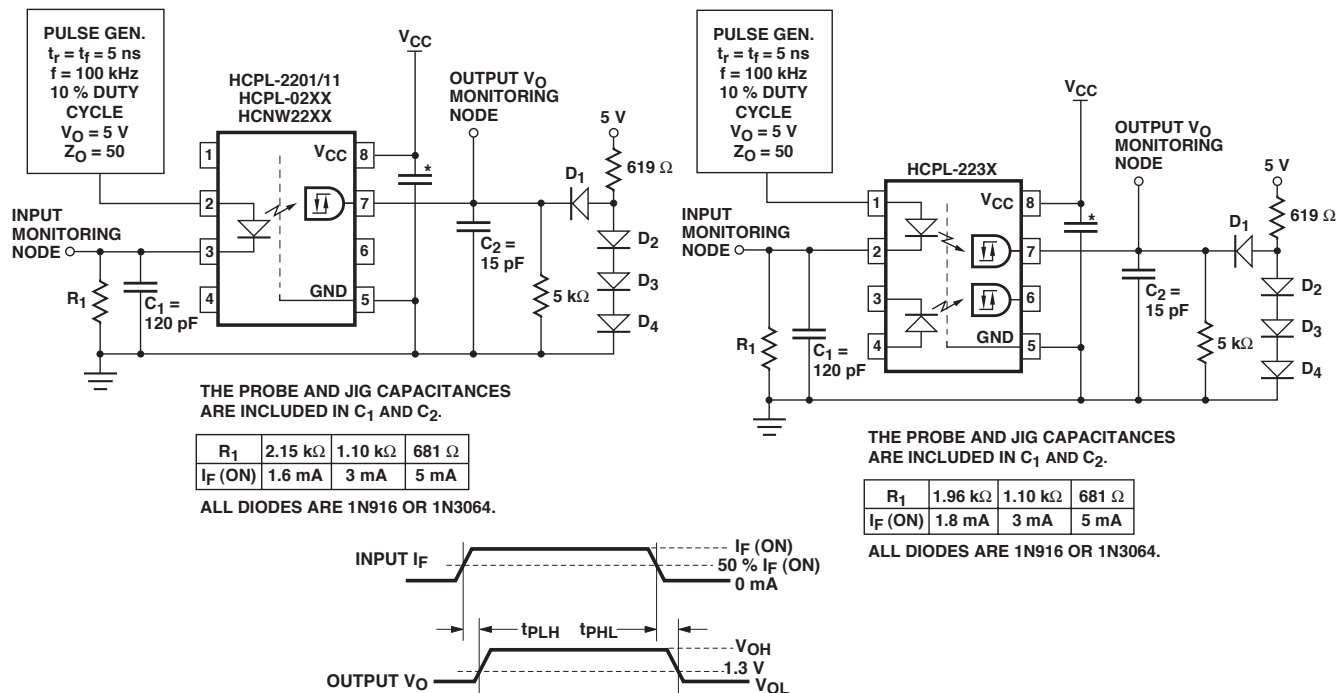 PULSE GEN.
tr = tf = 5 ns
f = 100 kHz
10 % DUTY
CYCLE
VO = 5 V
ZO = 50
HCPL-2201/11
HCPL-02XX
HCNW22XX
VCC
OUTPUT VO
MONITORING
NODE
5 V
619 Ω
D1
1
2
3
4
VCC
8
7
6
GND
5
*
INPUT
MONITORING
NODE
R1
C1 =
120 pF
C2 =
15 pF
5 kΩ
D2
D3
D4
THE PROBE AND JIG CAPACITANCES
ARE INCLUDED IN C1 AND C2.
R1 2.15 kΩ 1.10 kΩ 681 Ω
IF (ON) 1.6 mA 3 mA 5 mA
ALL DIODES ARE 1N916 OR 1N3064.
PULSE GEN.
tr = tf = 5 ns
f = 100 kHz
10 % DUTY
CYCLE
VO = 5 V
ZO = 50
HCPL-223X
VCC
OUTPUT VO
MONITORING
NODE
5 V
619 Ω
D1
1
2
3
4
VCC
8
7
6
GND
5
*
INPUT
MONITORING
NODE
R1
C1 =
120 pF
C2 =
15 pF
5 kΩ
D2
D3
D4
THE PROBE AND JIG CAPACITANCES
ARE INCLUDED IN C1 AND C2.
R1 1.96 kΩ 1.10 kΩ 681 Ω
IF (ON) 1.8 mA 3 mA 5 mA
ALL DIODES ARE 1N916 OR 1N3064.
INPUT IF
IF (ON)
50 % IF (ON)
0 mA
tPLH tPHL
OUTPUT VO
VOH
1.3 V
VOL